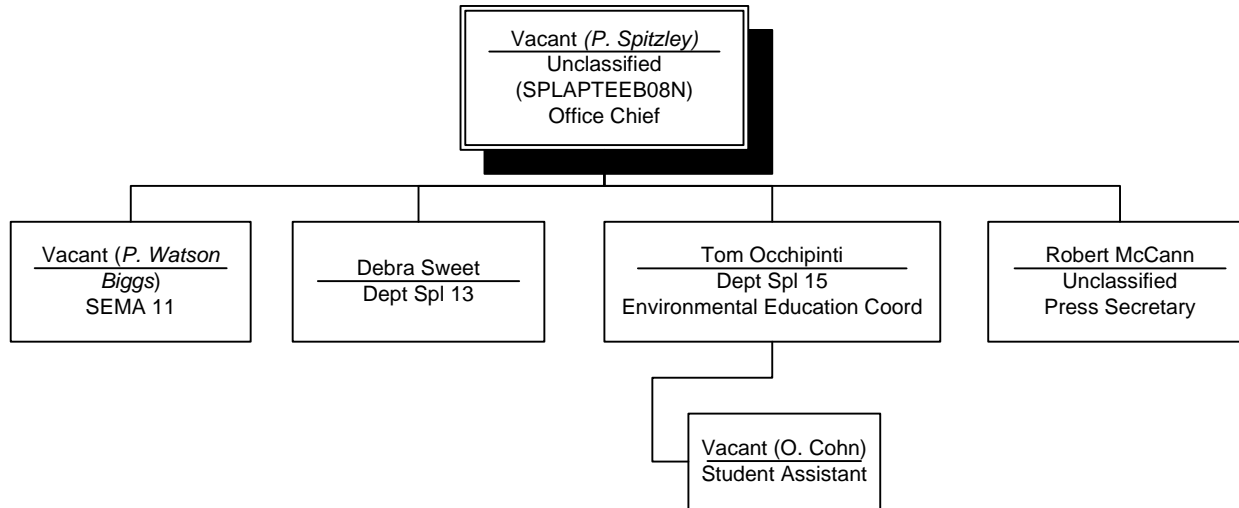 Vacant (P. Spitzley)
Unclassified
(SPLAPTEEB08N)
Office Chief
Vacant (P. Watson
Biggs)
SEMA 11
Debra Sweet
Dept Spl 13
Tom Occhipinti
Dept Spl 15
Environmental Education Coord
Robert McCann
Unclassified
Press Secretary
Vacant (O. Cohn)
Student Assistant